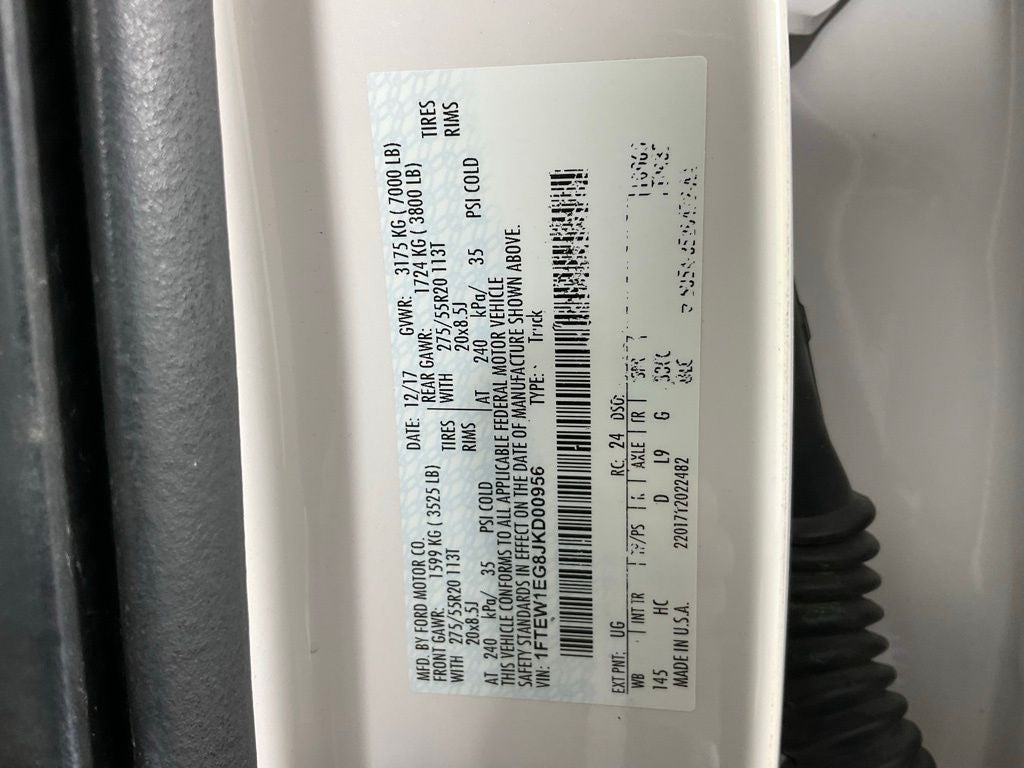 MFD. BY FORD MOTOR CO.
DATE: 12/17 GVWR: 3175 KG ( 7000 LB)
FRONT GAWR: 1599 KG ( 3525 LB) REAR GAWR: 1724 KG ( 3800 LB)
WITH 275/55R20 113T TIRES WITH 275/55R20 113T TIRES
20x8.5J RIMS 20x8.5J RIMS
AT 240 kPa/ 35 PSI COLD AT 240 kPa/ 35 PSI COLD
THIS VEHICLE CONFORMS TO ALL APPLICABLE FEDERAL MOTOR VEHICLE
SAFETY STANDARDS IN EFFECT ON THE DATE OF MANUFACTURE SHOWN ABOVE.
VIN: 1FTEW1EG8JKD00956 TYPE: Truck
EXT PNT: UG RC: 24 DSO:
WB INT TR TP/PS R AXLE TR SPR
145 HC D L9 G
MADE IN U.S.A. 2201712022482